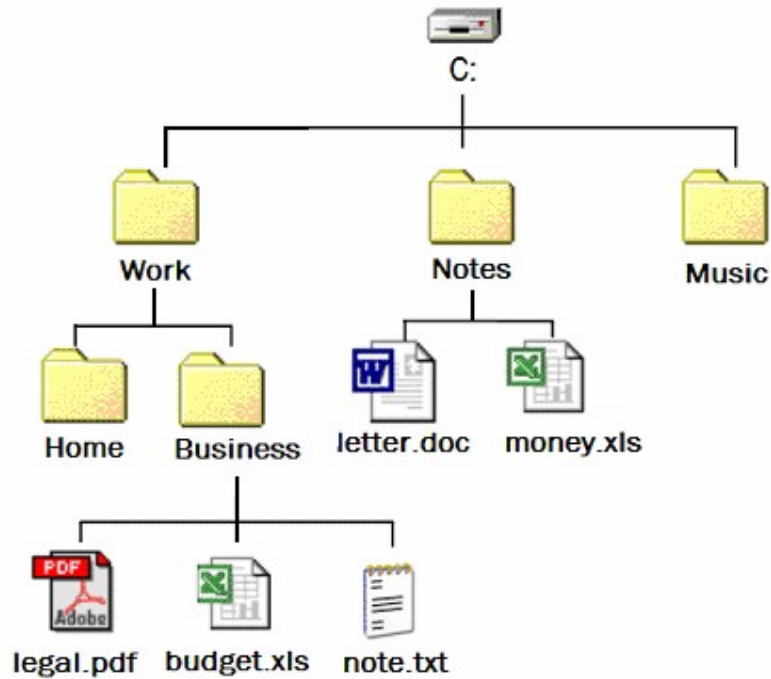 C:
Work
Notes
Music
W
Home
Business
letter.doc
money.xls
PDF
Adobe
legal.pdf
budget.xls
note.txt